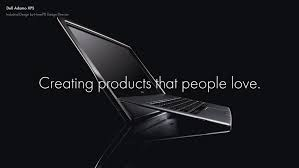 Dell Adamo XPS
Creating products that people love.